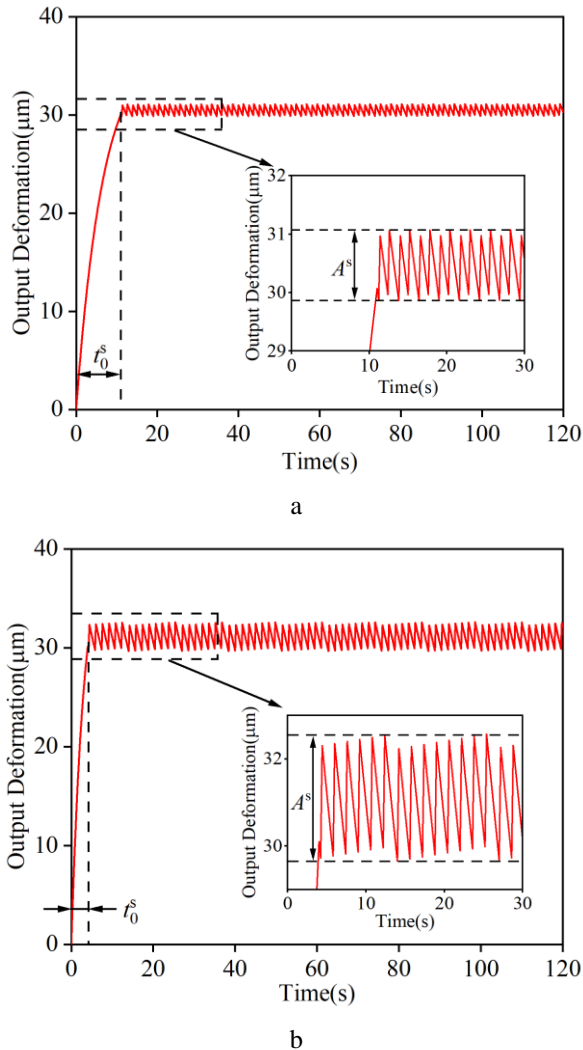 40
30
20
10
0
Output Deformation(μm)
t₀ˢ
0 20 40 60 80 100 120
Time(s)
32
31
30
29
Output Deformation(μm)
Aˢ
0 10 20 30
Time(s)
a
40
30
20
10
0
Output Deformation(μm)
t₀ˢ
0 20 40 60 80 100 120
Time(s)
32
30
Output Deformation(μm)
Aˢ
0 10 20 30
Time(s)
b